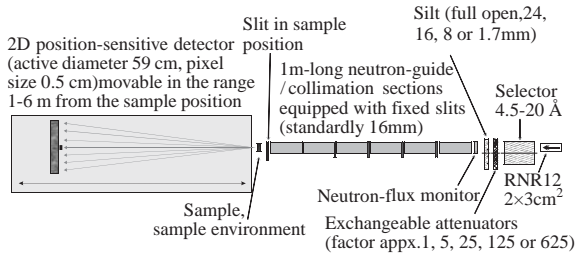 2D position-sensitive detector
(active diameter 59 cm, pixel
size 0.5 cm)movable in the range
1-6 m from the sample position
Slit in sample
position
1m-long neutron-guide
/collimation sections
equipped with fixed slits
(standardly 16mm)
Silt (full open,24,
16, 8 or 1.7mm)
Selector
4.5-20 Å
Sample,
sample environment
Neutron-flux monitor
Exchangeable attenuators
(factor appx.1, 5, 25, 125 or 625)
RNR12
2×3cm²